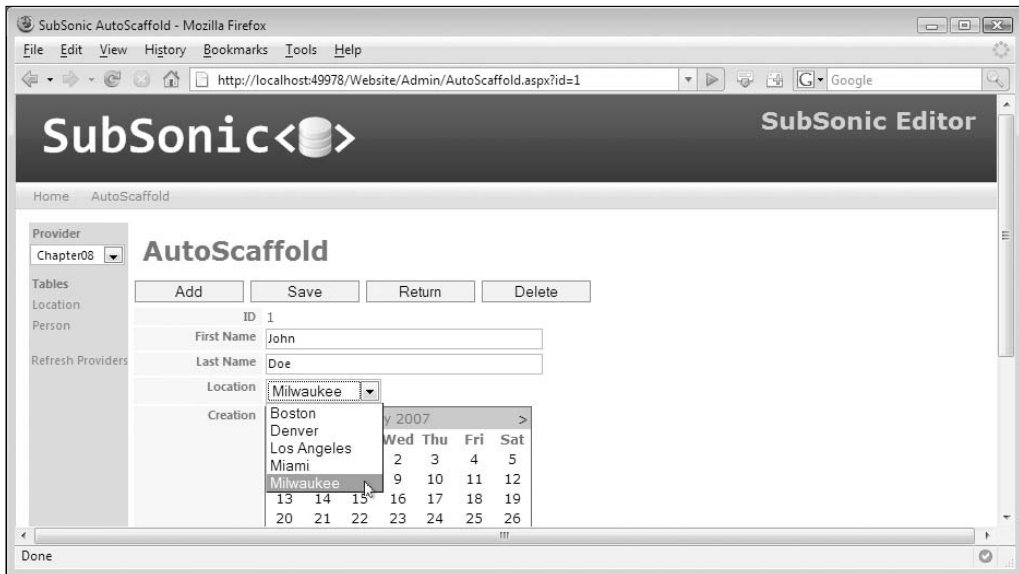 SubSonic AutoScaffold - Mozilla Firefox
File Edit View History Bookmarks Tools Help
http://localhost:49978/Website/Admin/AutoScaffold.aspx?id=1
G Google
SubSonic<>
SubSonic Editor
Home AutoScaffold
Provider
Chapter08
Tables
Location
Person
Refresh Providers
AutoScaffold
Add Save Return Delete
ID 1
First Name John
Last Name Doe
Location Milwaukee
Boston
Denver
Los Angeles
Miami
Milwaukee
Creation
2007 >
Wed Thu Fri Sat
2 3 4 5
9 10 11 12
13 14 15 16 17 18 19
20 21 22 23 24 25 26
Done